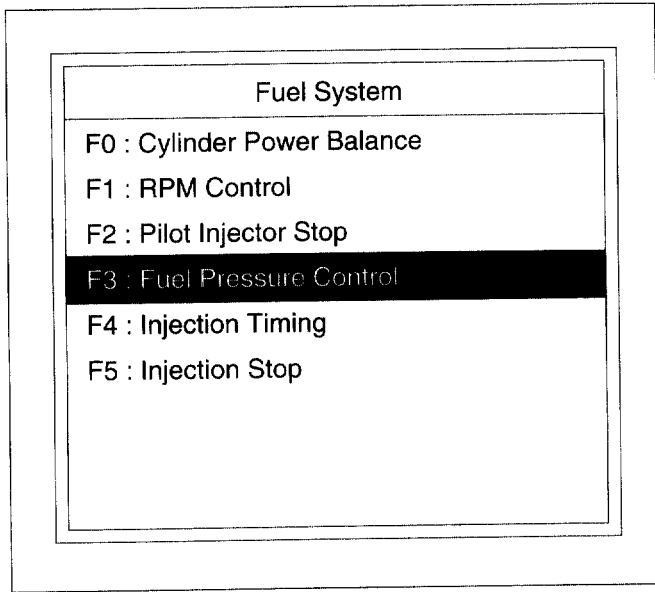 Fuel System
F0 : Cylinder Power Balance
F1 : RPM Control
F2 : Pilot Injector Stop
F3 : Fuel Pressure Control
F4 : Injection Timing
F5 : Injection Stop